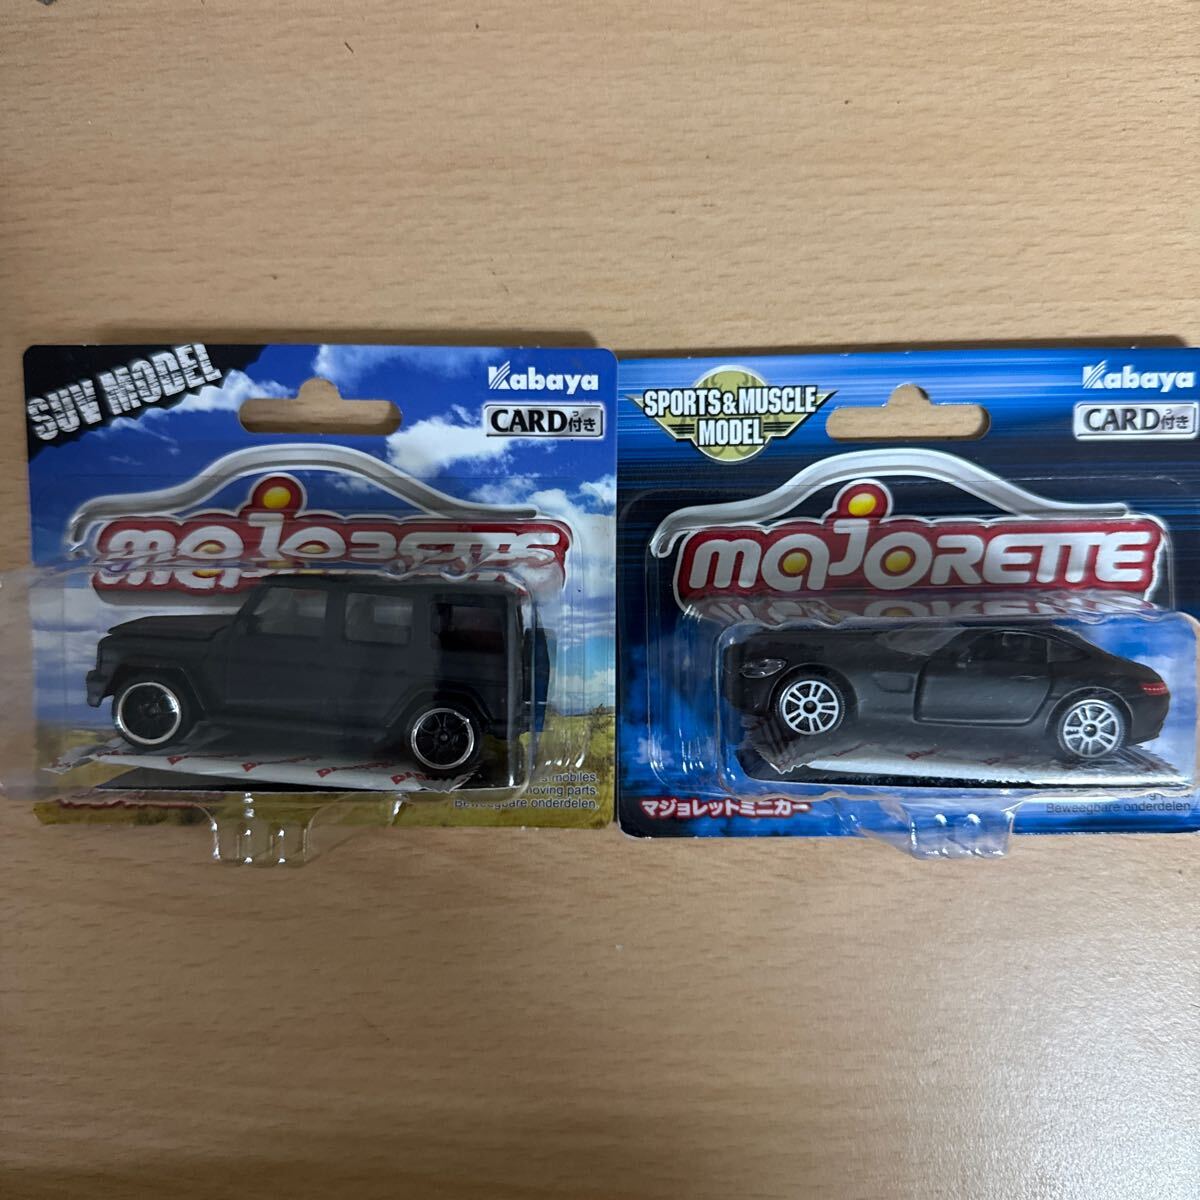 SUV MODEL
Kabaya
CARD付き
majorette
s mobiles.
moving parts.
Beweegbare onderdelen.
SPORTS & MUSCLE
MODEL
Kabaya
CARD付き
majorette
マジョレットミニカー
Beweegbare onderdelen.